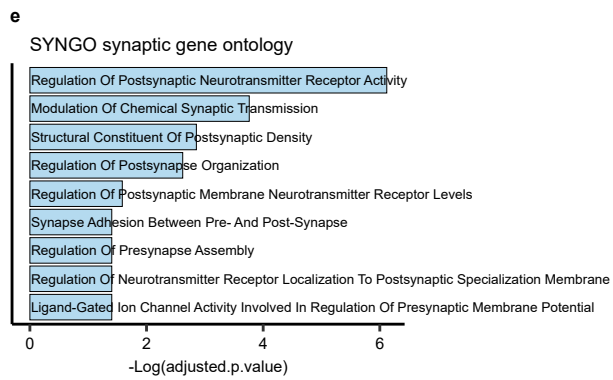 e
SYNGO synaptic gene ontology
Regulation Of Postsynaptic Neurotransmitter Receptor Activity
Modulation Of Chemical Synaptic Transmission
Structural Constituent Of Postsynaptic Density
Regulation Of Postsynapse Organization
Regulation Of Postsynaptic Membrane Neurotransmitter Receptor Levels
Synapse Adhesion Between Pre- And Post-Synapse
Regulation Of Presynapse Assembly
Regulation Of Neurotransmitter Receptor Localization To Postsynaptic Specialization Membrane
Ligand-Gated Ion Channel Activity Involved In Regulation Of Presynaptic Membrane Potential
0 2 4 6
-Log(adjusted.p.value)